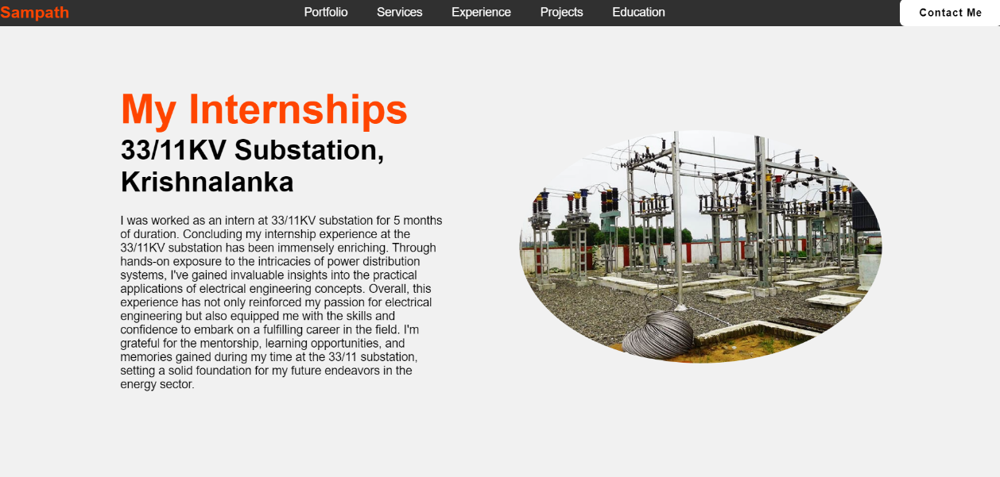 Sampath
Portfolio Services Experience Projects Education
Contact Me
My Internships
33/11KV Substation,
Krishnalanka
I was worked as an intern at 33/11KV substation for 5 months
of duration. Concluding my internship experience at the
33/11KV substation has been immensely enriching. Through
hands-on exposure to the intricacies of power distribution
systems, I've gained invaluable insights into the practical
applications of electrical engineering concepts. Overall, this
experience has not only reinforced my passion for electrical
engineering but also equipped me with the skills and
confidence to embark on a fulfilling career in the field. I'm
grateful for the mentorship, learning opportunities, and
memories gained during my time at the 33/11 substation,
setting a solid foundation for my future endeavors in the
energy sector.